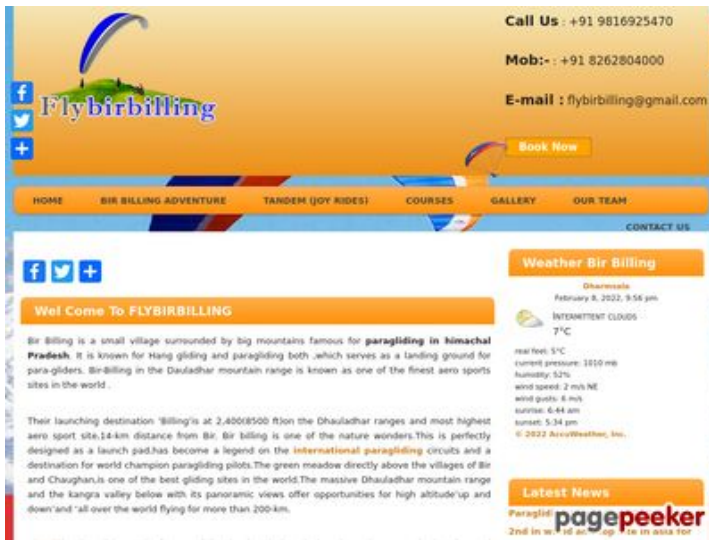 Call Us : +91 9816925470
Mob:- : +91 8262804000
E-mail : flybirbilling@gmail.com
Flybirbilling
Book Now
HOME BIR BILLING ADVENTURE TANDEM (JOY RIDES) COURSES GALLERY OUR TEAM
CONTACT US
Wel Come To FLYBIRBILLING
Bir Billing is a small village surrounded by big mountains famous for paragliding in himachal
Pradesh. It is known for Hang gliding and paragliding both ,which serves as a landing ground for
para-gliders. Bir-Billing in the Dauladhar mountain range is known as one of the finest aero sports
sites in the world .
Their launching destination 'Billing'is at 2,400(8500 ft)on the Dhauladhar ranges and most highest
aero sport site,14-km distance from Bir. Bir billing is one of the nature wonders.This is perfectly
designed as a launch pad,has become a legend on the international paragliding circuits and a
destination for world champion paragliding pilots.The green meadow directly above the villages of Bir
and Chaughan,is one of the best gliding sites in the world.The massive Dhauladhar mountain range
and the kangra valley below with its panoramic views offer opportunities for high altitude'up and
down'and 'all over the world flying for more than 200-km.
Weather Bir Billing
Dharmsala
February 8, 2022, 9:56 pm
INTERMITTENT CLOUDS
7°C
real feel: 5°C
current pressure: 1010 mb
humidity: 52%
wind speed: 2 m/s NE
wind gusts: 6 m/s
sunrise: 6:44 am
sunset: 5:34 pm
© 2022 AccuWeather, Inc.
Latest News
pagepeeker
2nd in asia for